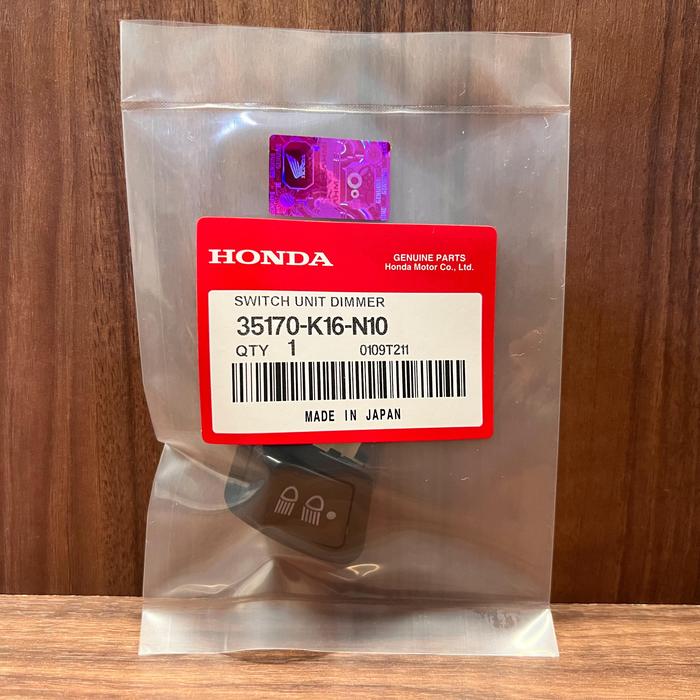 HONDA
GENUINE PARTS
Honda Motor Co., Ltd.
SWITCH UNIT DIMMER
35170-K16-N10
QTY 1 0109T211
MADE IN JAPAN